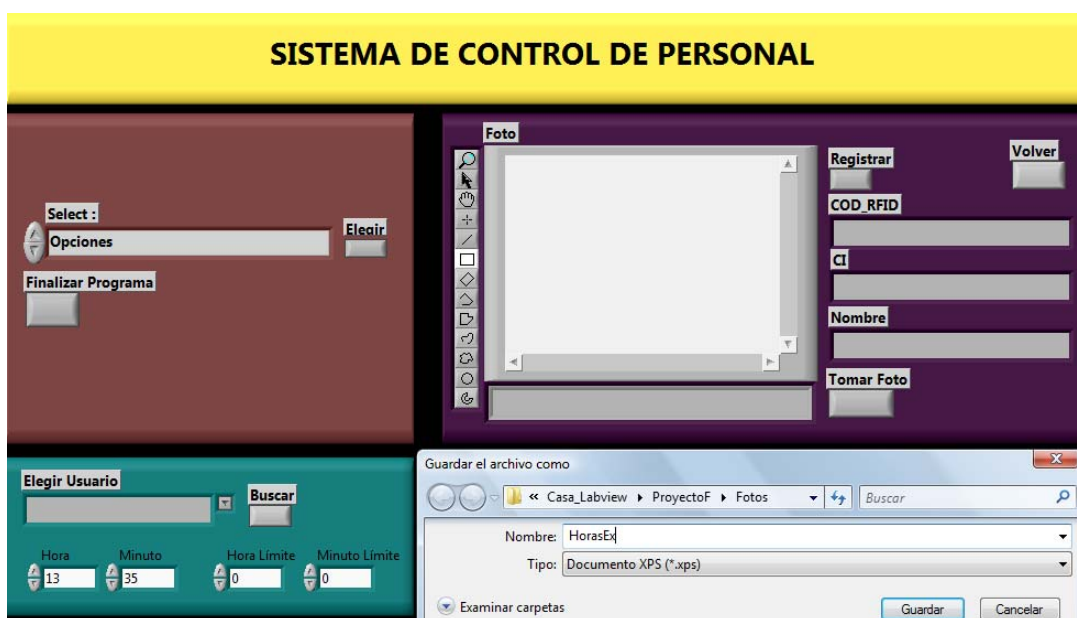 SISTEMA DE CONTROL DE PERSONAL
Foto
Registrar
Volver
Select :
Opciones
Elegir
COD_RFID
CI
Finalizar Programa
Nombre
Tomar Foto
Elegir Usuario
Buscar
Hora
Minuto
Hora Límite
Minuto Límite
13
35
0
0
Guardar el archivo como
« Casa_Labview ▸ ProyectoF ▸ Fotos
Buscar
Nombre: HorasEx
Tipo: Documento XPS (*.xps)
Examinar carpetas
Guardar
Cancelar